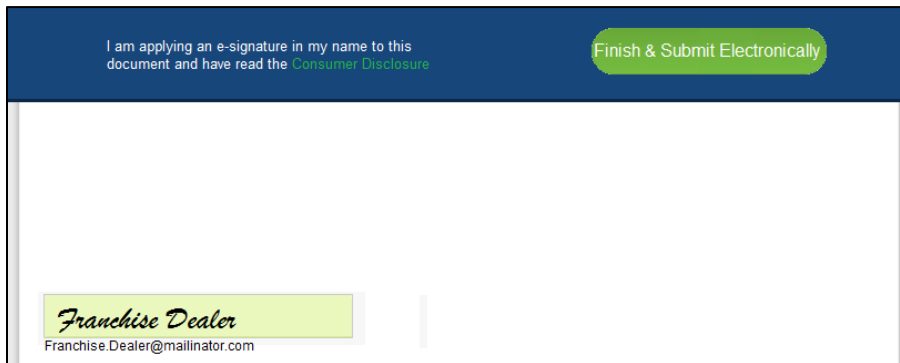 I am applying an e-signature in my name to this
document and have read the Consumer Disclosure
Finish & Submit Electronically
Franchise Dealer
Franchise.Dealer@mailinator.com